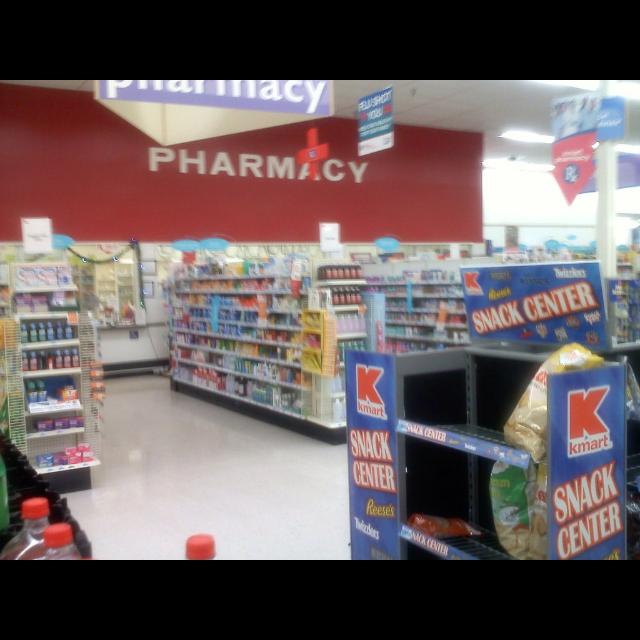 pharmacy
PHARMACY
K
Twizzlers
Reese's
SNACK CENTER
K
kmart
SNACK
CENTER
Reese's
Twizzlers
SNACK CENTER
SNACK CENTER
K
kmart
SNACK
CENTER